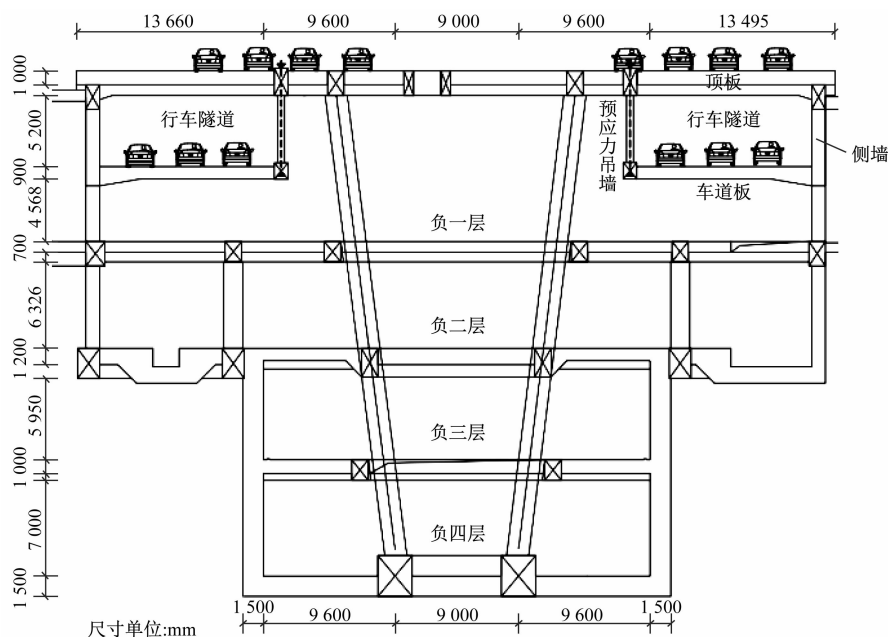 13 660
9 600
9 000
9 600
13 495
1 000
5 200
900
4 568
700
6 326
1 200
5 950
1 000
7 000
1 500
顶板
行车隧道
行车隧道
预应力吊墙
侧墙
车道板
负一层
负二层
负三层
负四层
1 500
9 600
9 000
9 600
1 500
尺寸单位:mm